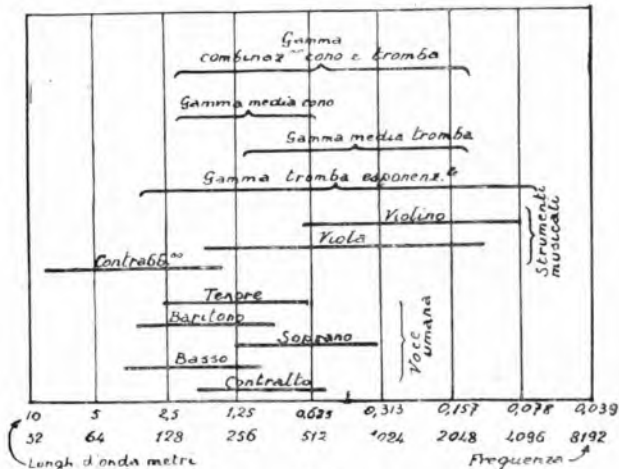 Gamma
combinaz.ne cono e tromba
Gamma media cono
Gamma media tromba
Gamma tromba esponenz.le
Violino
Viola
Contrabb.so
Tenore
Baritono
Soprano
Basso
Contralto
Strumenti
musicali
Voce
umana
10 5 2,5 1,25 0,625 0,313 0,157 0,078 0,039
32 64 128 256 512 1024 2048 4096 8192
Lungh. d'onda metri Frequenza